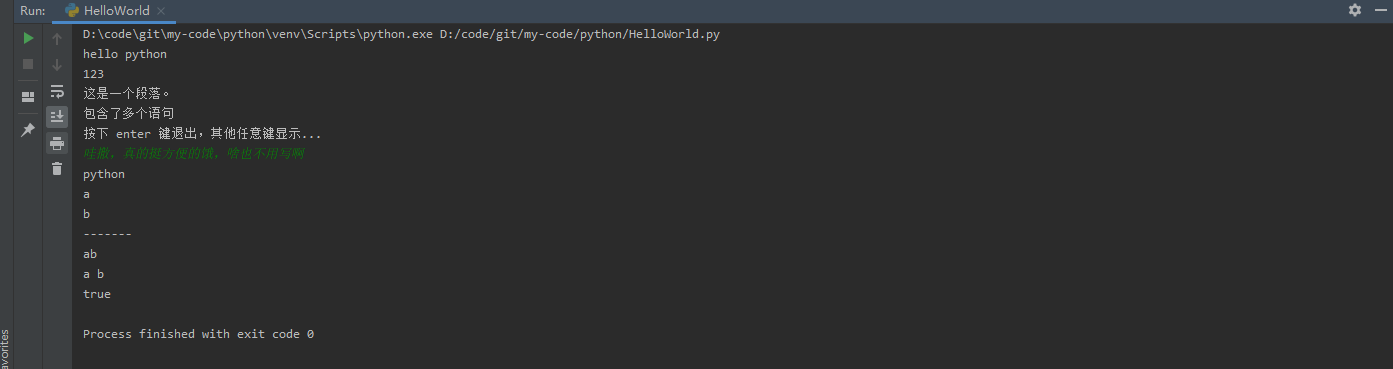 Run: HelloWorld
D:\code\git\my-code\python\venv\Scripts\python.exe D:/code/git/my-code/python/HelloWorld.py
hello python
123
这是一个段落。
包含了多个语句
按下 enter 键退出，其他任意键显示...
哇撒，真的挺方便的饿，啥也不用写啊
python
a
b
-------
ab
a b
true
Process finished with exit code 0
avorites